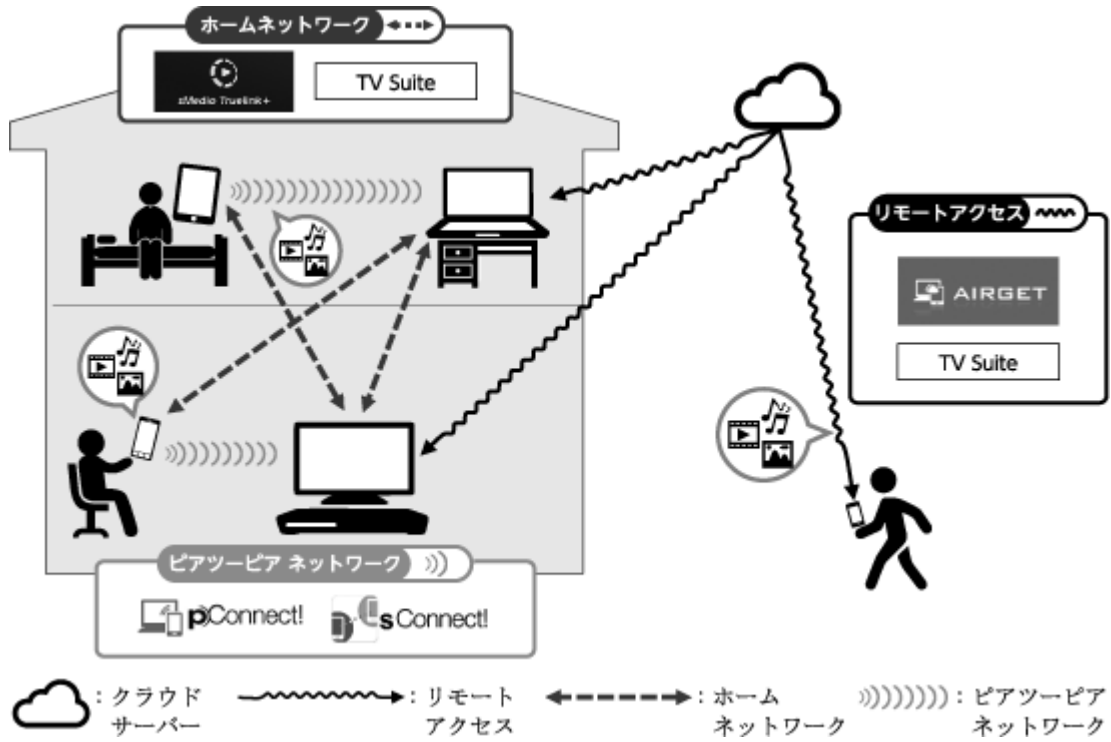 ホームネットワーク
sMedio Truelink+
TV Suite
リモートアクセス
AIRGET
TV Suite
ピアツーピア ネットワーク
pConnect!
sConnect!
：クラウド
サーバー
：リモート
アクセス
：ホーム
ネットワーク
：ピアツーピア
ネットワーク